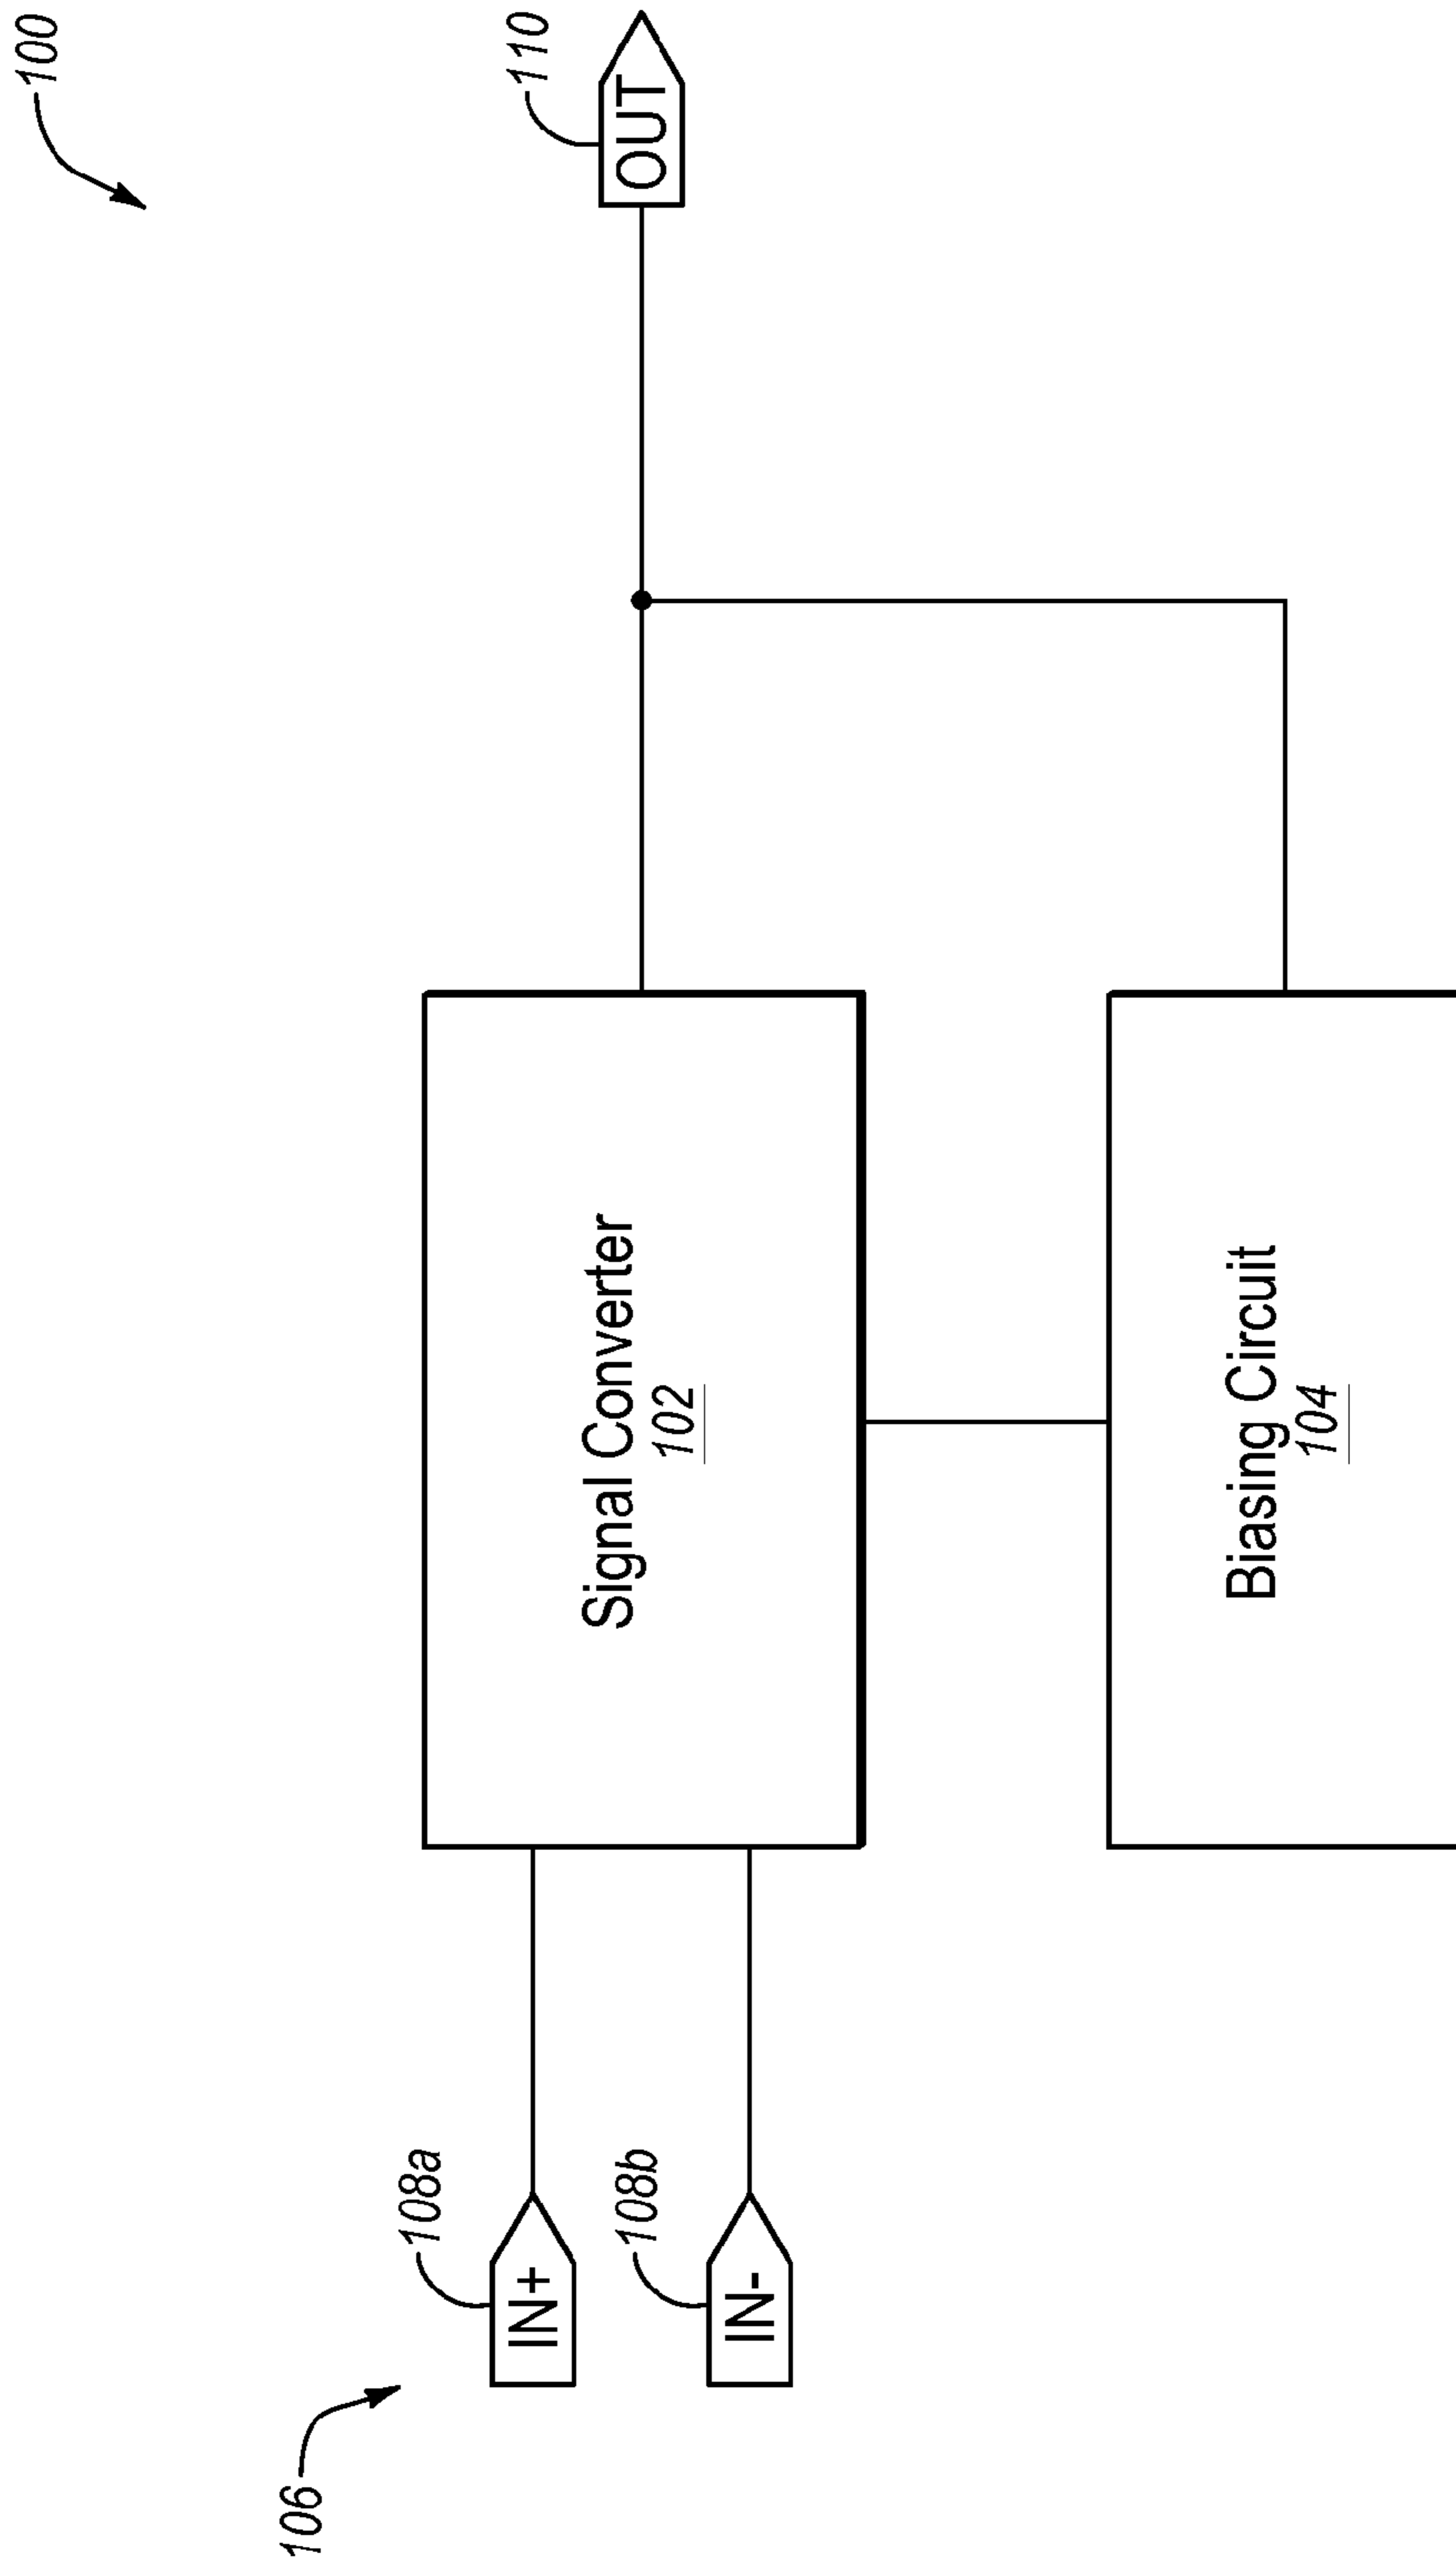 100
106
108a
IN+
108b
IN-
Signal Converter
102
110
OUT
Biasing Circuit
104